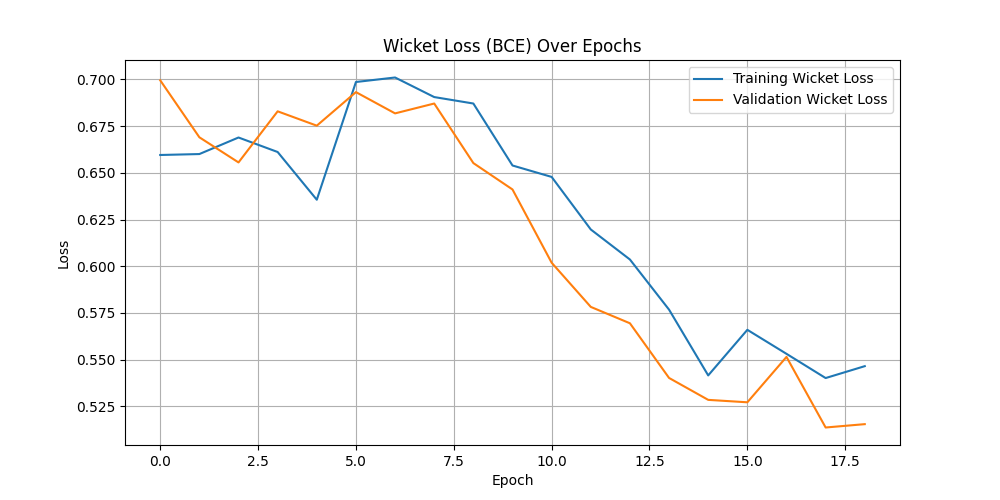 Wicket Loss (BCE) Over Epochs
Training Wicket Loss
Validation Wicket Loss
0.700
0.675
0.650
0.625
0.600
0.575
0.550
0.525
Loss
0.0 2.5 5.0 7.5 10.0 12.5 15.0 17.5
Epoch